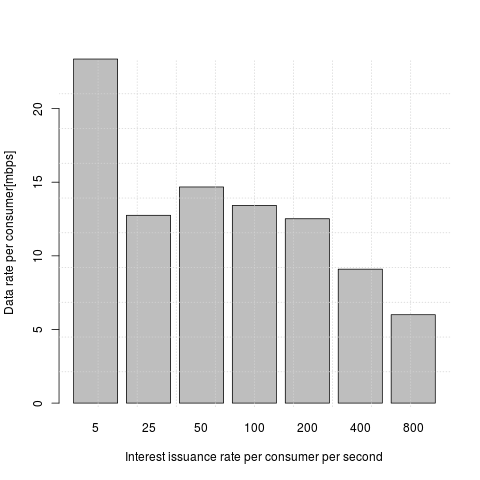 Data rate per consumer[mbps]
20
15
10
5
0
5 25 50 100 200 400 800
Interest issuance rate per consumer per second